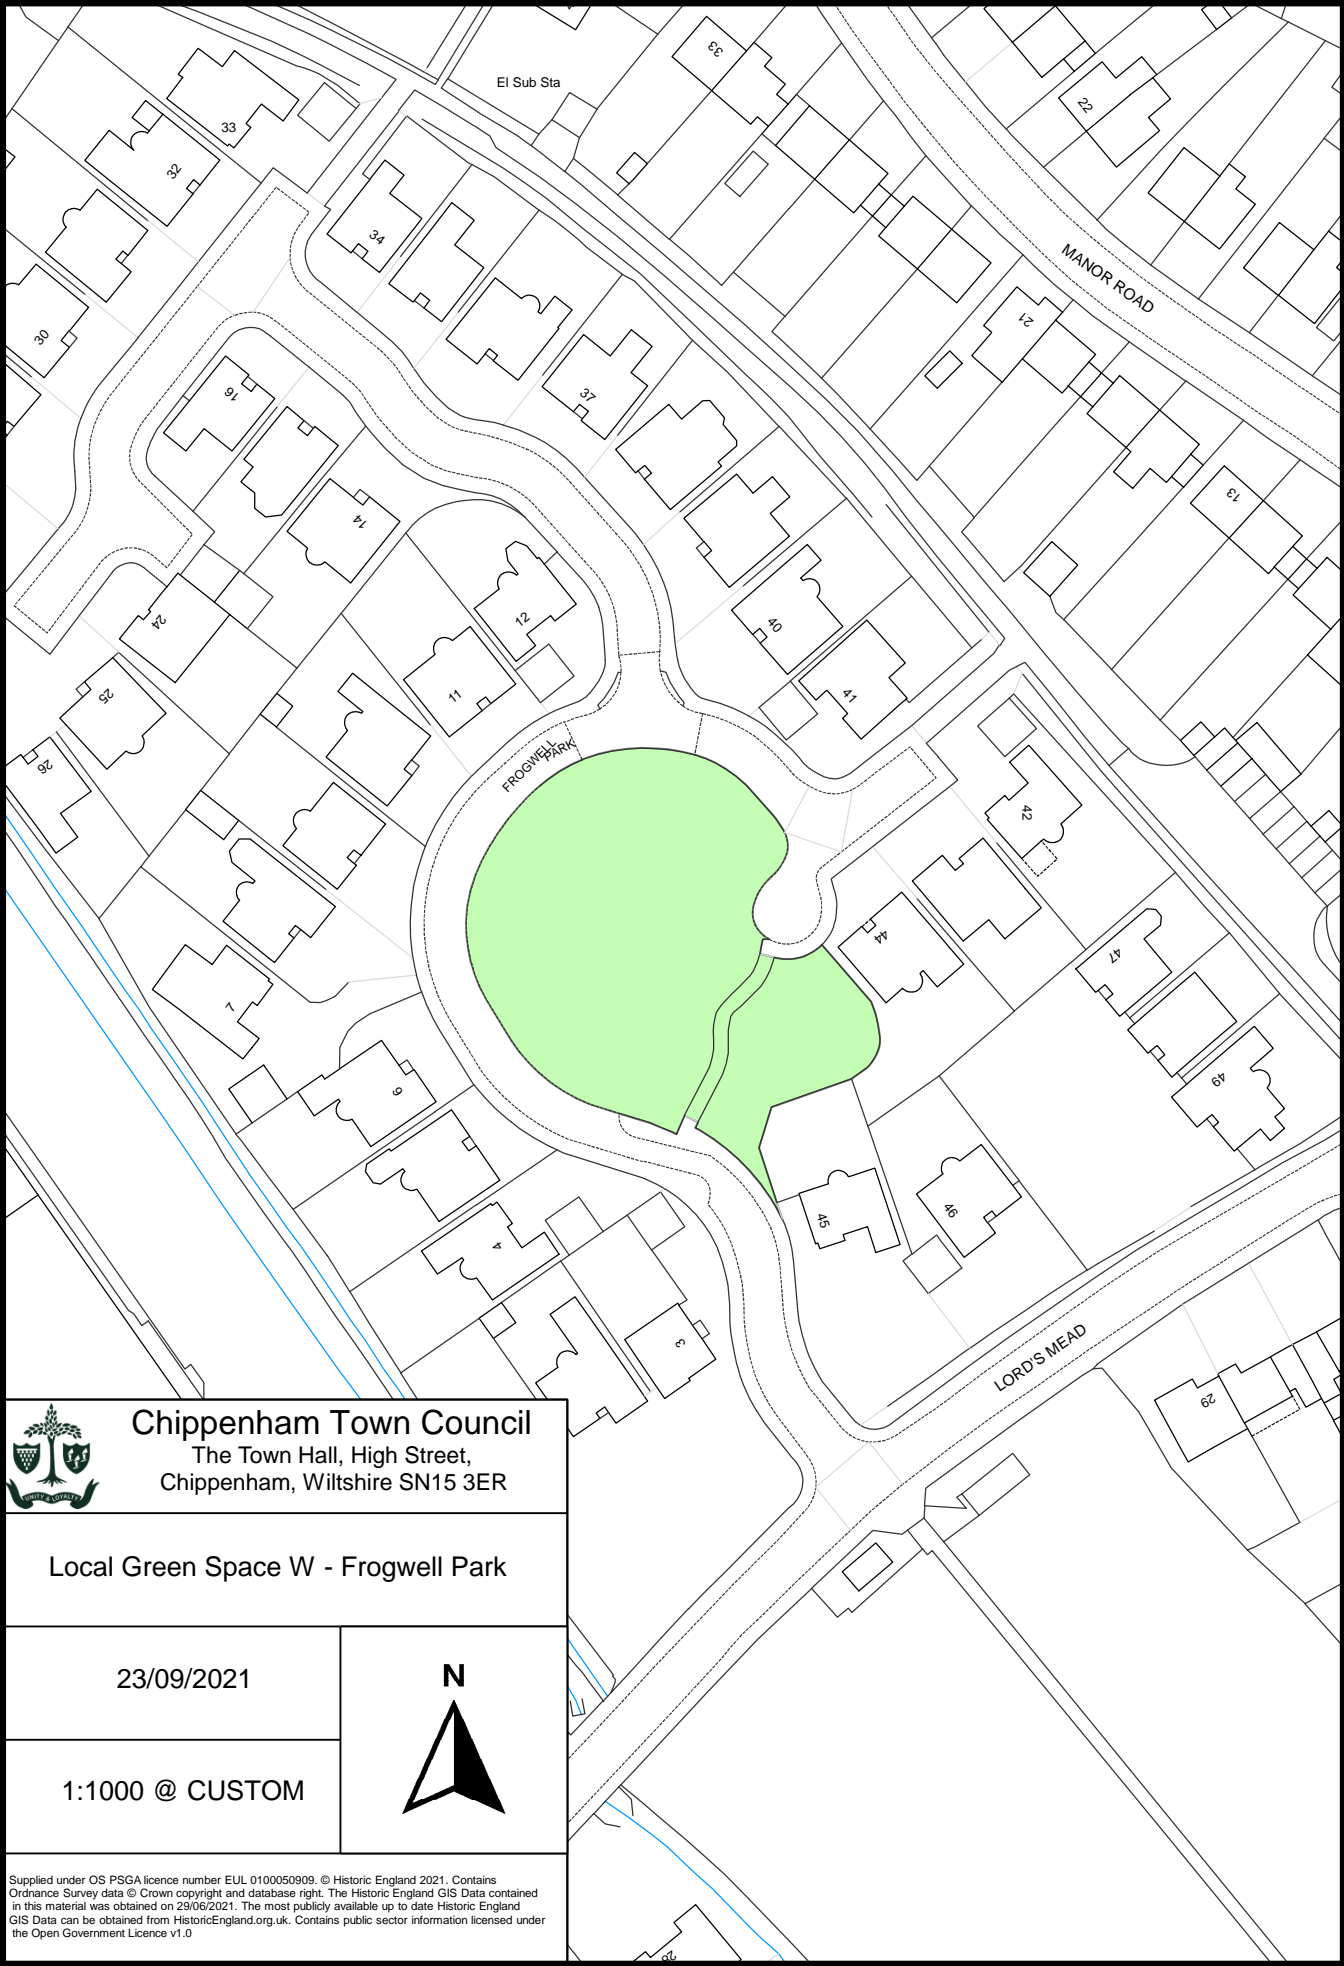 El Sub Sta
33
22
33
32
34
MANOR ROAD
21
30
37
16
13
14
12
40
24
11
41
25
FROGWELL
PARK
26
42
44
47
7
49
9
45
46
4
3
LORD'S MEAD
29
Chippenham Town Council
The Town Hall, High Street,
Chippenham, Wiltshire SN15 3ER
UNITY & LOYALTY
Local Green Space W - Frogwell Park
23/09/2021
N
1:1000 @ CUSTOM
Supplied under OS PSGA licence number EUL 0100050909. © Historic England 2021. Contains
Ordnance Survey data © Crown copyright and database right. The Historic England GIS Data contained
in this material was obtained on 29/06/2021. The most publicly available up to date Historic England
GIS Data can be obtained from HistoricEngland.org.uk. Contains public sector information licensed under
the Open Government Licence v1.0